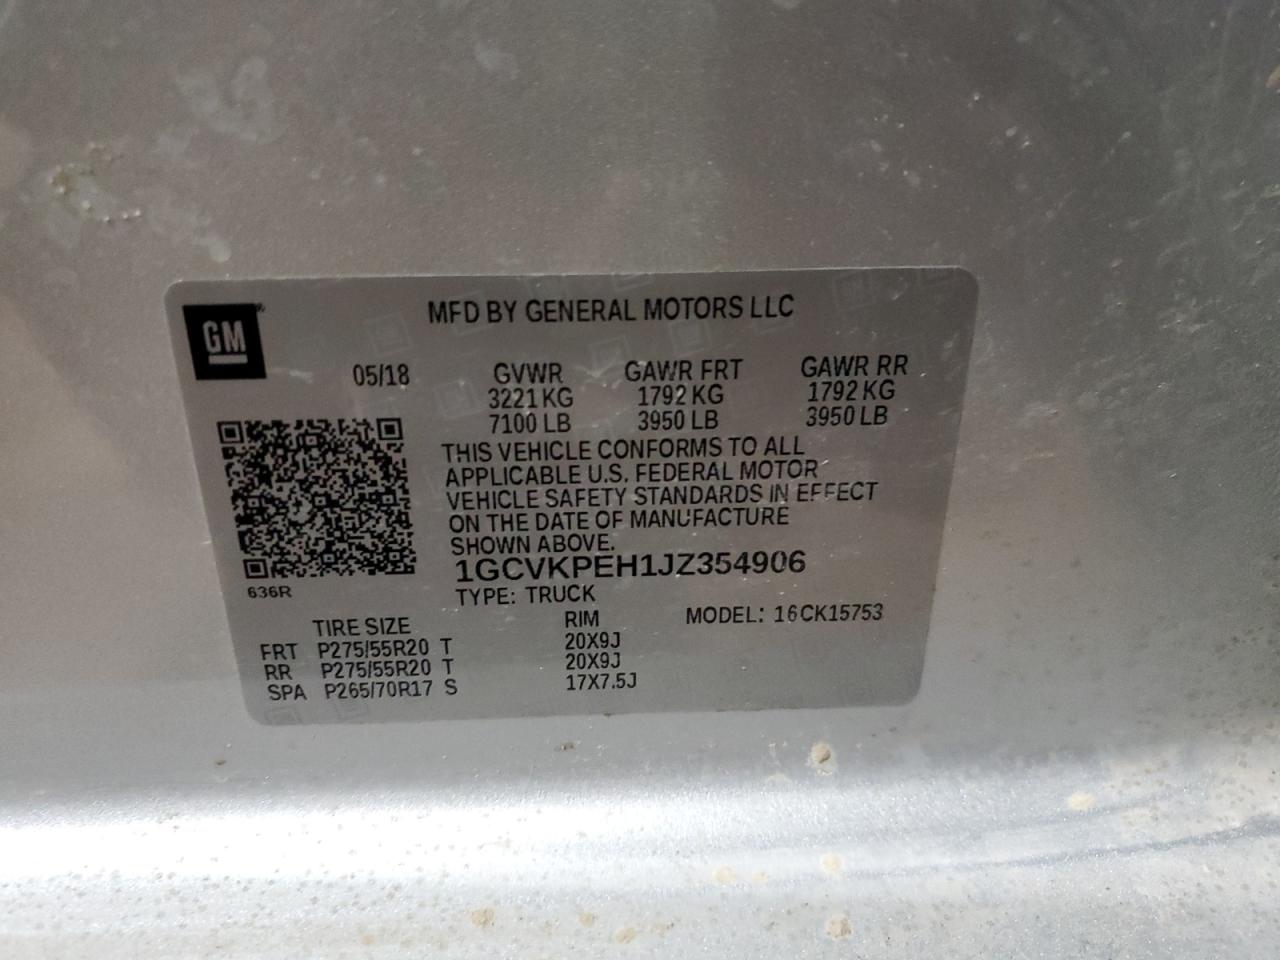 MFD BY GENERAL MOTORS LLC
GM
05/18 GVWR GAWR FRT GAWR RR
3221 KG 1792 KG 1792 KG
7100 LB 3950 LB 3950 LB
THIS VEHICLE CONFORMS TO ALL
APPLICABLE U.S. FEDERAL MOTOR
VEHICLE SAFETY STANDARDS IN EFFECT
ON THE DATE OF MANUFACTURE
SHOWN ABOVE.
1GCVKPEH1JZ354906
636R
TYPE: TRUCK
TIRE SIZE RIM MODEL: 16CK15753
FRT P275/55R20 T 20X9J
RR P275/55R20 T 20X9J
SPA P265/70R17 S 17X7.5J